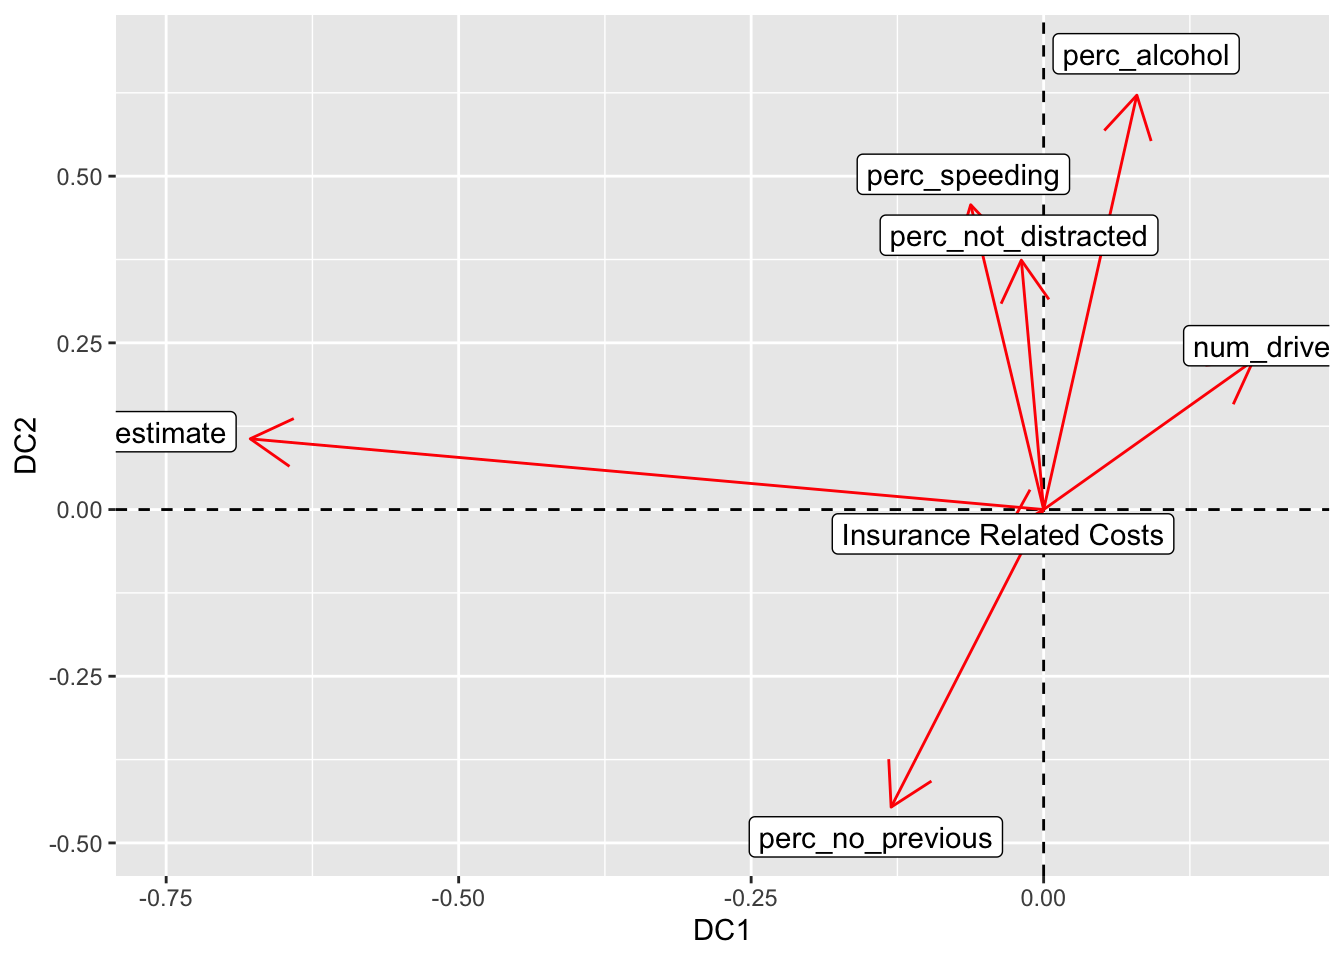 perc_alcohol
perc_speeding
0.50
perc_not_distracted
num_drive
0.25
estimate
DC2
0.00
Insurance Related Costs
-0.25
perc_no_previous
-0.50
-0.75 -0.50 -0.25 0.00
DC1